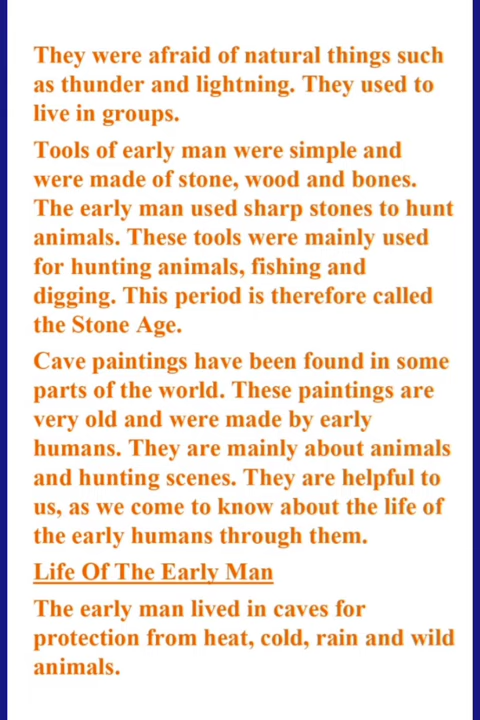 They were afraid of natural things such
as thunder and lightning. They used to
live in groups.
Tools of early man were simple and
were made of stone, wood and bones.
The early man used sharp stones to hunt
animals. These tools were mainly used
for hunting animals, fishing and
digging. This period is therefore called
the Stone Age.
Cave paintings have been found in some
parts of the world. These paintings are
very old and were made by early
humans. They are mainly about animals
and hunting scenes. They are helpful to
us, as we come to know about the life of
the early humans through them.
Life Of The Early Man
The early man lived in caves for
protection from heat, cold, rain and wild
animals.